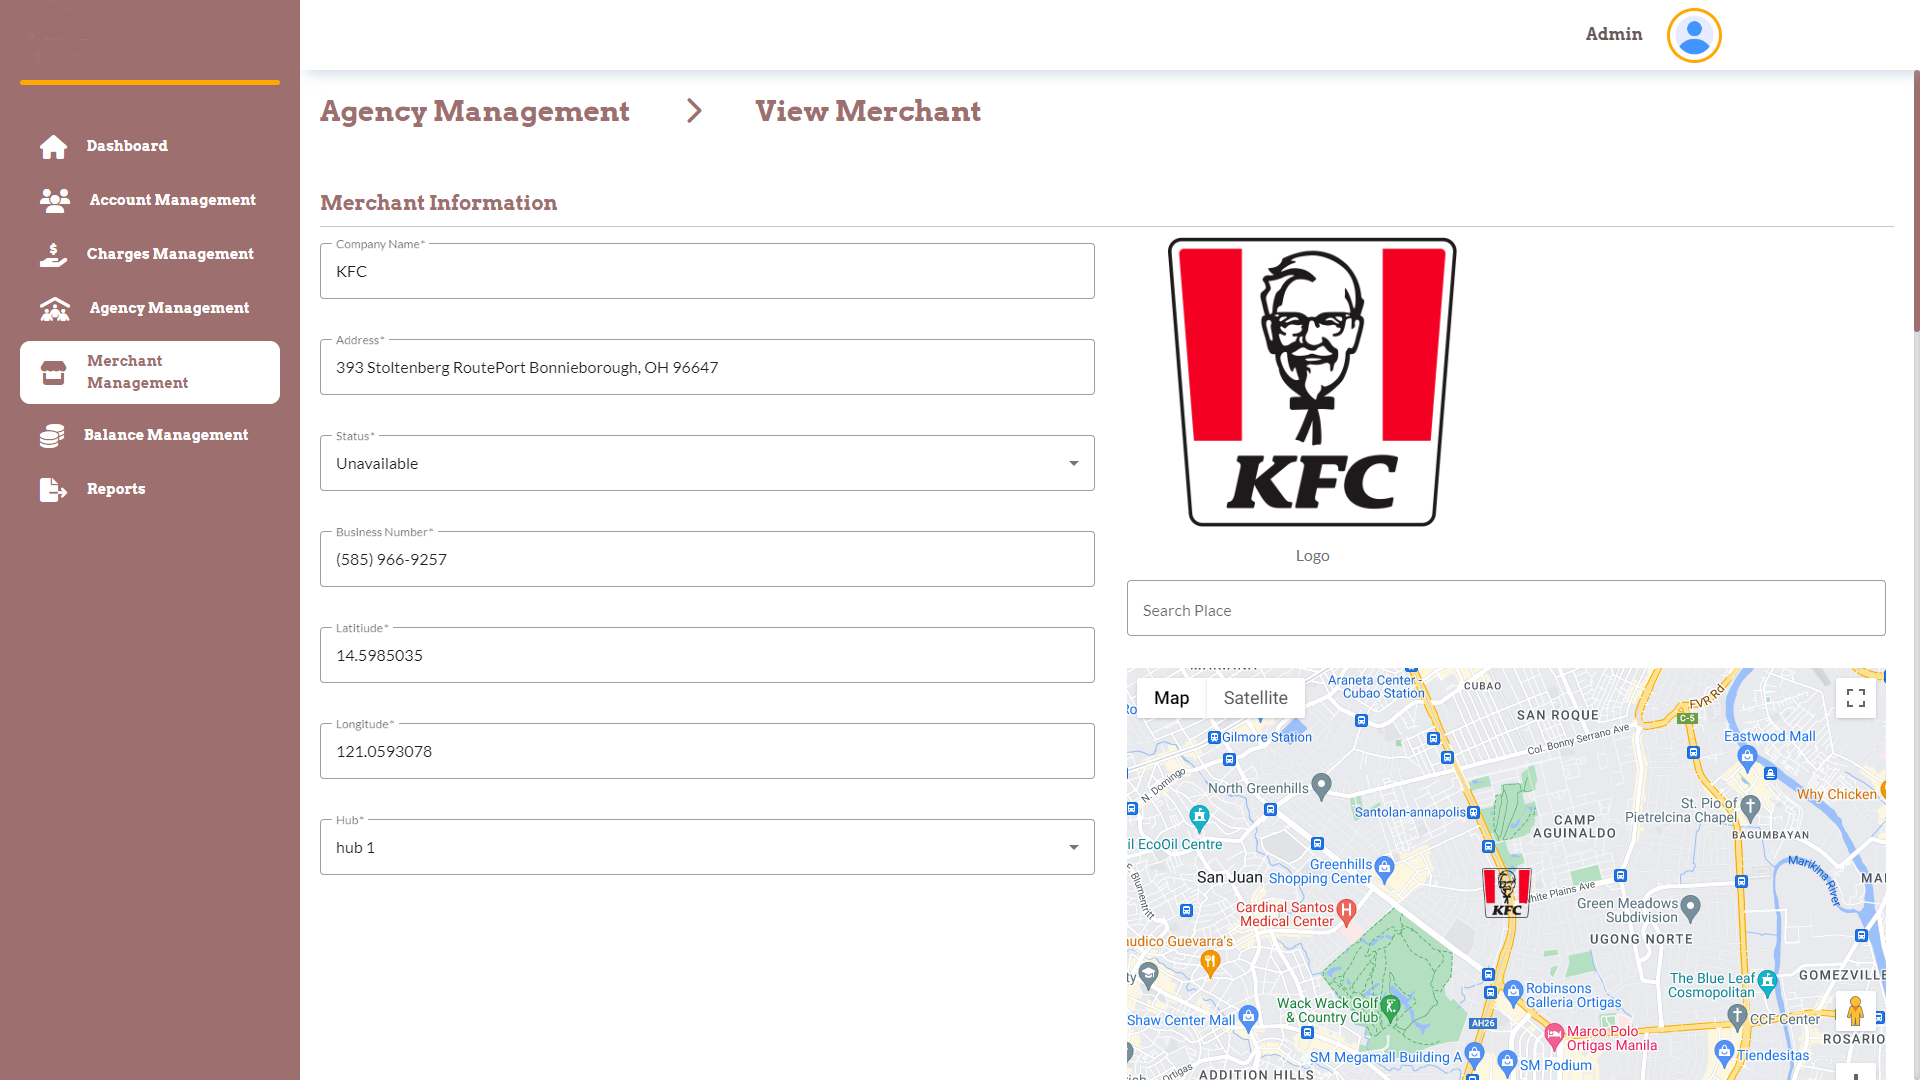 Admin
Agency Management > View Merchant
Dashboard
Account Management
Charges Management
Agency Management
Merchant
Management
Balance Management
Reports
Merchant Information
Company Name*
KFC
Address*
393 Stoltenberg RoutePort Bonnieborough, OH 96647
Status*
Unavailable
Business Number*
(585) 966-9257
Latitiude*
14.5985035
Longitude*
121.0593078
Hub*
hub 1
KFC
Logo
Search Place
Map
Satellite
Araneta Center -
Cubao Station
CUBAO
SAN ROQUE
EVR Rd
C-5
Col. Bonny Serrano Ave
Eastwood Mall
Gilmore Station
N. Domingo
North Greenhills
Santolan-annapolis
Why Chicken
St. Pio of
Pietrelcina Chapel
BAGUMBAYAN
CAMP
AGUINALDO
il EcoOil Centre
Greenhills
Shopping Center
San Juan
F. Blumentritt
Marikina River
MA
KFC
White Plains Ave
Green Meadows
Subdivision
Cardinal Santos
Medical Center
UGONG NORTE
udico Guevarra's
ty
The Blue Leaf
Cosmopolitan
GOMEZVILLE
Robinsons
Galleria Ortigas
Wack Wack Golf
& Country Club
Shaw Center Mall
AH26
CCF Center
Marco Polo
Ortigas Manila
ROSARIO
SM Megamall Building A
SM Podium
Tiendesitas
Ortigas
ADDITION HILLS